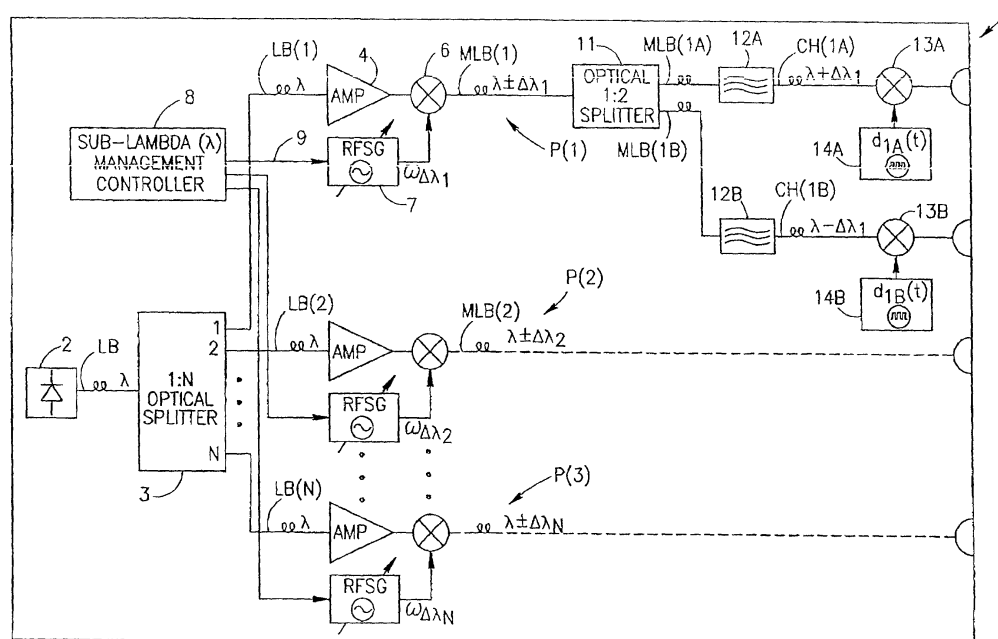 LB(1)
4
6
MLB(1)
11
MLB(1A)
12A
CH(1A)
13A
8
AMP
λ
λ±Δλ1
OPTICAL
1:2
SPLITTER
λ+Δλ1
SUB-LAMBDA (λ)
MANAGEMENT
CONTROLLER
9
RFSG
ωΔλ1
7
P(1)
MLB(1B)
14A
d1A(t)
12B
CH(1B)
13B
λ-Δλ1
14B
d1B(t)
P(2)
LB(2)
MLB(2)
1
2
λ
AMP
λ±Δλ2
2
LB
λ
1:N
OPTICAL
SPLITTER
N
3
RFSG
ωΔλ2
LB(N)
P(3)
λ
AMP
λ±ΔλN
RFSG
ωΔλN